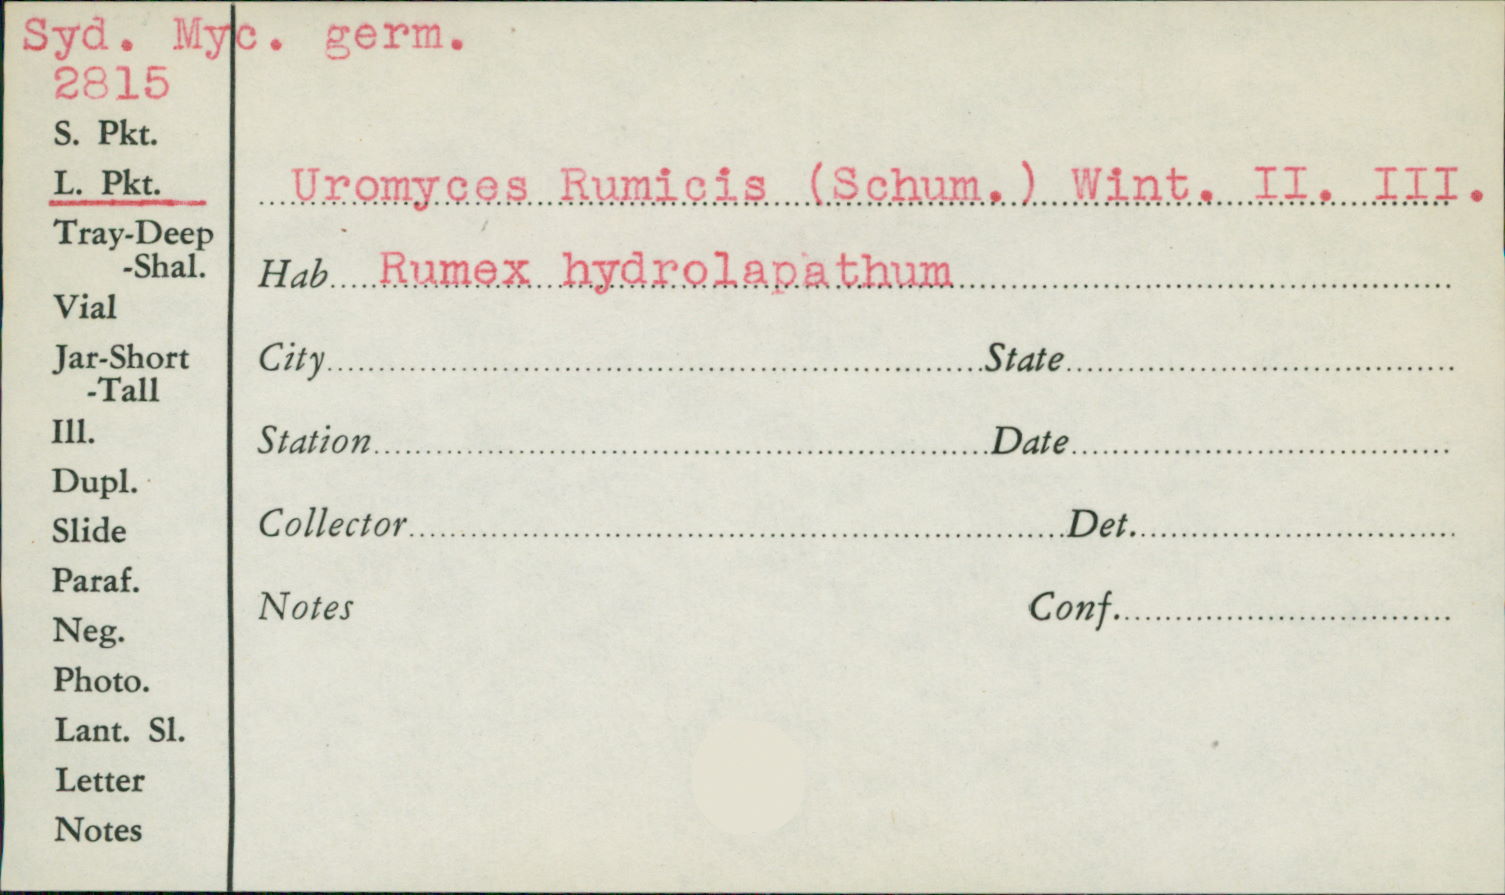 Syd. Myc. germ.
2815
S. Pkt.
L. Pkt.
Tray-Deep
-Shal.
Vial
Jar-Short
-Tall
Ill.
Dupl.
Slide
Paraf.
Neg.
Photo.
Lant. Sl.
Letter
Notes
Uromyces Rumicis (Schum.) Wint. II. III.
Hab. Rumex hydrolapathum
City State
Station Date
Collector Det.
Notes Conf.